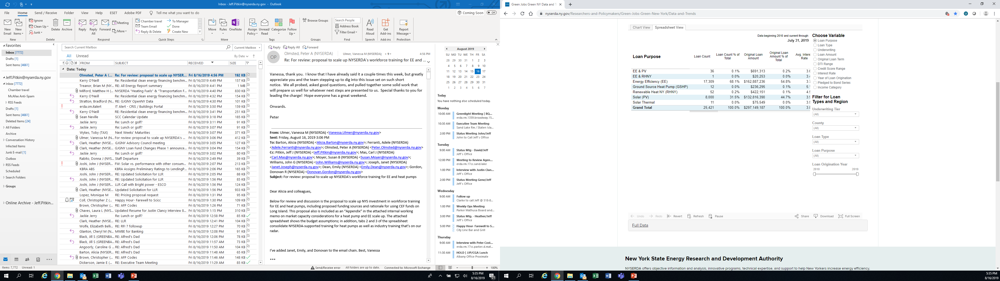 Inbox - Jeff.Pitkin@nyserda.ny.gov - Outlook
File Home Send / Receive Folder View Help ESET Adobe PDF Tell me what you want to do
Coming Soon Off
New Email
New Items
Ignore
Clean Up
Junk
Delete
Archive
Reply
Reply All
Forward
Meeting
More
Chamber travel
Team Email
Reply & Delete
To Manager
Done
Create New
Move
Rules
OneNote
Assign Policy
Unread/ Read
Categorize
Follow Up
Browse Groups
Search People
Address Book
Filter Email
Read Aloud
Get Add-ins
Report Message
New Delete Respond Quick Steps Move Tags Groups Find Speech Add-ins Protection
Favorites
Inbox [7772]
Drafts [1]
Sent Items [4661]
Jeff.Pitkin@nyserda.ny.gov
Inbox [7772]
Chamber travel
McAfee Anti-Spam
RSS Feeds
Drafts [1]
Sent Items [4661]
Deleted Items [24]
All Folders
Archive
Conversation History
Infected Items
Junk E-mail [1]
Outbox
RSS Feeds
Scheduled
Search Folders
Groups
Online Archive - Jeff.Pitkin...
Search Current Mailbox Current Mailbox
All Unread By Date
FROM SUBJECT RECEIVED SIZE
Date: Today
Olmsted, Peter A (... Re: For review: proposal to scale up NYSER... Fri 8/16/2019 4:56 PM 192 KB
Kerry O'Neill Re: Residential clean energy financing benchm... Fri 8/16/2019 4:49 PM 157 KB
Treanor, Brian M (NY... RE: All Energy Report summary Fri 8/16/2019 4:41 PM 1 MB
Milford, Matthew H (... NYSERDA "Heating Fuels" & "Transportation F... Fri 8/16/2019 4:40 PM 830 KB
Kerry O'Neill Re: Residential clean energy financing benchm... Fri 8/16/2019 4:32 PM 154 KB
Stratton, Bradford (N... RE: GJGNY OpenNY Data Fri 8/16/2019 4:30 PM 101 KB
erda.sm.italert IT Alert - CRIS / Buildings Portal Fri 8/16/2019 3:50 PM 159 KB
Kerry O'Neill RE: Residential clean energy financing benchm... Fri 8/16/2019 3:41 PM 251 KB
Sean Neville SCC Calendar Update Fri 8/16/2019 3:18 PM 185 KB
Jackie Jerry Re: Lunch or golf? Fri 8/16/2019 3:11 PM 91 KB
Jackie Jerry Re: Lunch or golf? Fri 8/16/2019 3:07 PM 91 KB
Wykes, Toby (TAX) Next Weeks' Maturities Fri 8/16/2019 3:07 PM 371 KB
Ulmer, Vanessa M (N... For review: proposal to scale up NYSERDA's ... Fri 8/16/2019 3:06 PM 412 KB
Clark, Heather (NYSE... GJGNY Advisory Council meeting Fri 8/16/2019 3:05 PM 127 KB
Clark, Heather (NYSE... GJGNY Loan Fund Changes Phase 1 announce... Fri 8/16/2019 3:04 PM 154 KB
Jackie Jerry Re: Lunch or golf? Fri 8/16/2019 3:02 PM 80 KB
Rabito, Donna J (NYS... Staff Departure Fri 8/16/2019 2:49 PM 39 KB
Joshi, John J (NYSER... FW: Solar vs. performance with other consum... Fri 8/16/2019 2:07 PM 213 KB
KBRA ABS KBRA Assigns Preliminary Ratings to LendingP... Fri 8/16/2019 2:06 PM 165 KB
Joshi, John J (NYSER... RE: Updated Solicitation for LLR Fri 8/16/2019 2:05 PM 88 KB
Joshi, John J (NYSER... RE: Updated Solicitation for LLR Fri 8/16/2019 1:56 PM 85 KB
Joshi, John J (NYSER... LLR Call with Bright power - ESCO Fri 8/16/2019 1:56 PM 124 KB
Clark, Heather (NYSE... Updated Solicitation for LLR Fri 8/16/2019 1:56 PM 933 KB
Lopez, Monique M RE: Pricing proposal request Fri 8/16/2019 1:31 PM 95 KB
Coll, Christopher Z (... Happy Hour- Farewell to Scicc Fri 8/16/2019 1:30 PM 109 KB
Brown, Christopher (... RE: AFP Codes Fri 8/16/2019 1:26 PM 71 KB
Chaves, Laura L (NYS... Updated Resume for Justin Clancy Interview 8... Fri 8/16/2019 1:15 PM 310 KB
Jackie Jerry Re: Lunch or golf? Fri 8/16/2019 12:58 PM 85 KB
Clark, Heather (NYSE... RE: LLR Fri 8/16/2019 12:41 PM 104 KB
Wolfe, Elizabeth Belli... RE: RFI 7 followup Fri 8/16/2019 12:27 PM 70 KB
Glanton, Cheryl M (N... MWBE for Banking Fri 8/16/2019 12:08 PM 91 KB
Black, Jill S (GREENBA... RE: Alfred's Dad Fri 8/16/2019 12:06 PM 78 KB
Black, Jill S (GREENBA... RE: Alfred's Dad Fri 8/16/2019 11:57 AM 73 KB
Angoorly, Caroline G ... RE: Alfred's Dad Fri 8/16/2019 11:50 AM 104 KB
Barton, Alicia (NYSER... RE: Alfred's Dad Fri 8/16/2019 11:48 AM 65 KB
Brown, Christopher (... RE: AFP Codes Fri 8/16/2019 11:46 AM 148 KB
Dickerson, Jamie E (... RE: Executive Team Meeting Fri 8/16/2019 11:29 AM 85 KB
Reply Reply All Forward
OP
Olmsted, Peter A (NYSERDA) Ulmer, Vanessa M (NYSERDA); + 9 4:56 PM
Re: For review: proposal to scale up NYSERDA's workforce training for EE and ...
Vanessa, thank you. I know that I have already said it a couple times this week, but greatly
appreciate you and the team stepping up to dig into this issue set on such short
notice. We all probed, asked good questions, and pulled together some solid work that
will prepare us well for whatever next steps are presented to us. Special thanks to you for
leading the charge! Hope everyone has a great weekend.
Onwards.
Peter
From: Ulmer, Vanessa M (NYSERDA) <Vanessa.Ulmer@nyserda.ny.gov>
Sent: Friday, August 16, 2019 3:06 PM
To: Barton, Alicia (NYSERDA) <Alicia.Barton@nyserda.ny.gov>; Ferranti, Adele (NYSERDA)
<Adele.Ferranti@nyserda.ny.gov>; Olmsted, Peter A (NYSERDA) <Peter.Olmsted@nyserda.ny.gov>
Cc: Pitkin, Jeff J (NYSERDA) <Jeff.Pitkin@nyserda.ny.gov>; Mas, Carl J (NYSERDA)
<Carl.Mas@nyserda.ny.gov>; Moyer, Susan B (NYSERDA) <Susan.Moyer@nyserda.ny.gov>;
Williams, John G (NYSERDA) <John.Williams@nyserda.ny.gov>; Joseph, Janet (NYSERDA)
<Janet.Joseph@nyserda.ny.gov>; Dean, Emily (NYSERDA) <Emily.Dean@nyserda.ny.gov>; Gordon,
Donovan R (NYSERDA) <Donovan.Gordon@nyserda.ny.gov>
Subject: For review: proposal to scale up NYSERDA's workforce training for EE and heat pumps
Dear Alicia and colleagues,
Below for review and discussion is the proposal to scale up NYS investment in workforce training
for EE and heat pumps, including proposed funding sources and rationale for using CEF funds on
Long Island. This proposal also is included as an “Appendix” in the attached internal working
memo on market capacity considerations for a heat pump and EE scale up. The attached
spreadsheet shows the budget assumptions; in addition, tabs 2 and 3 of the spreadsheet
consolidate NYSERDA-supported training for heat pumps as well as industry training that’s on our
radar.
I’ve added Janet, Emily, and Donovan to the email chain. Best, Vanessa
***
August 2019
SU MO TU WE TH FR SA
28 29 30 31 1 2 3
4 5 6 7 8 9 10
11 12 13 14 15 16 17
18 19 20 21 22 23 24
25 26 27 28 29 30 31
1 2 3 4 5 6 7
Today
You have nothing else scheduled today.
Monday
10:00 AM Greenlight Meeting | BQ...
erda.rm.1359.broadway.15...
10:30 AM Executive Team Meeting
Sand Lake Rm / Staten Isla...
2:00 PM Status Meeting John/Jeff
John to Call Jeff's Office
Tuesday
9:00 AM Status Mtg - David/Jeff
Jeff's Office
12:00 PM Meeting to Review Agen...
erda.rm.17cc.sand.lake
1:00 PM Interview with Justin Clan...
Jeff's Office
2:00 PM Status Meeting Gene/Jeff
Jeff's Office
Wednesday
9:00 AM Follow up
Clarke to call Jeff @ 518-8...
1:00 PM Weekly Ops Meeting
Parker Mathusa Board and...
3:00 PM Status Mtg. - Heather/Jeff
Jeff's Office
5:00 PM Happy Hour- Farewell to S...
City Line Bar and Grill
Thursday
9:00 AM Interview with Peter Cost...
erda.rm.17cc.parker.d.mat...
11:30 AM HOLD | JJP/CGA Lunch
Albany Office Proximate
Items: 7,772 Unread: 1 Send/Receive error All folders are up to date. Connected to: Microsoft Exchange 100%
5:35 PM
8/16/2019
21
Green Jobs Green NY Data and T
nyserda.ny.gov/Researchers-and-Policymakers/Green-Jobs-Green-New-York/Data-and-Trends
Chart View Spreadsheet View
Data beginning 2010 and current through:
July 31, 2019
Loan Purpose Loan Count Loan Count % of Total Original Loan Amount Original Loan Amount % of Total Avg. Intere Rate
EE & PV 36 0.1% $691,313 0.2% 3.6
EE & RHNY 1 0.0% $20,253 0.0% 3.4
Energy Efficiency (EE) 17,309 68.1% $162,887,236 54.8% 3.7
Ground Source Heat Pump (GSHP) 12 0.0% $236,295 0.1% 5.1
Renewable Heat NY (RHNY) 52 0.2% $422,151 0.1% 4.5
Solar (PV) 8,000 31.5% $132,816,390 44.7% 3.9
Solar Thermal 11 0.0% $75,549 0.0% 3.5
Grand Total 25,421 100.0% $297,149,187 100.0% 3.8
Choose Variable
Loan Purpose
Loan Type
Underwriting
Loan Amount
Original Loan Term
DTI Range
Credit Score Range
Interest Rate
Year of Loan Origination
Pledged to Bond Series
Income Category
Filter for Loan
Types and Region
Underwriting Tier
(All)
County
(All)
Loan Type
(All)
Loan Purpose
(All)
Loan Origination Year
2010 2019
Undo Redo Revert Refresh Pause Share Download Full Screen
Full Data
New York State Energy Research and Development Authority
NYSERDA offers objective information and analysis, innovative programs, technical expertise, and support to help New Yorkers increase energy efficiency,
5:35 PM
8/16/2019